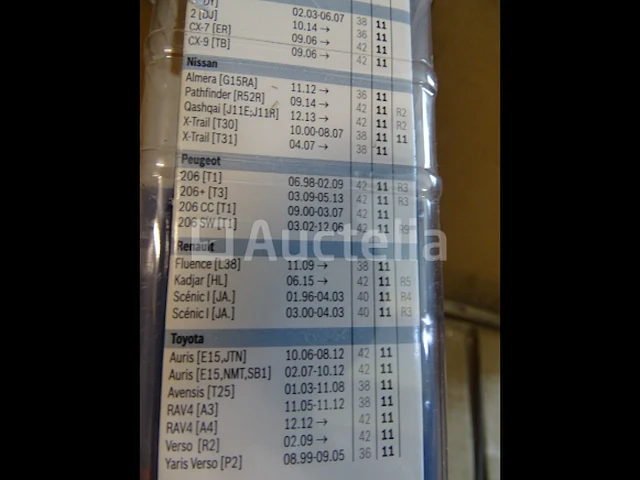 2 [DJ] 02.03-06.07 38 11
CX-7 [ER] 10.14 → 36 11
CX-9 [TB] 09.06 → 42 11
09.06 → 42 11
Nissan
Almera [G15RA] 11.12 → 36 11
Pathfinder [R52R] 09.14 → 42 11
Qashqai [J11E;J11R] 12.13 → 42 11 R2
X-Trail [T30] 10.00-08.07 38 11 11
X-Trail [T31] 04.07 → 38 11
Peugeot
206 [T1] 06.98-02.09 42 11 R3
206+ [T3] 03.09-05.13 42 11 R3
206 CC [T1] 09.00-03.07 42 11
206 SW [T1] 03.02-12.06 42 11 R9
Auctelia
Renault
Fluence [L38] 11.09 → 38 11
Kadjar [HL] 06.15 → 42 11 R5
Scénic I [JA.] 01.96-04.03 40 11 R4
Scénic I [JA.] 03.00-04.03 40 11 R3
Toyota
Auris [E15,JTN] 10.06-08.12 42 11
Auris [E15,NMT,SB1] 02.07-10.12 42 11
Avensis [T25] 01.03-11.08 38 11
RAV4 [A3] 11.05-11.12 38 11
RAV4 [A4] 12.12 → 42 11
Verso [R2] 02.09 → 42 11
Yaris Verso [P2] 08.99-09.05 36 11